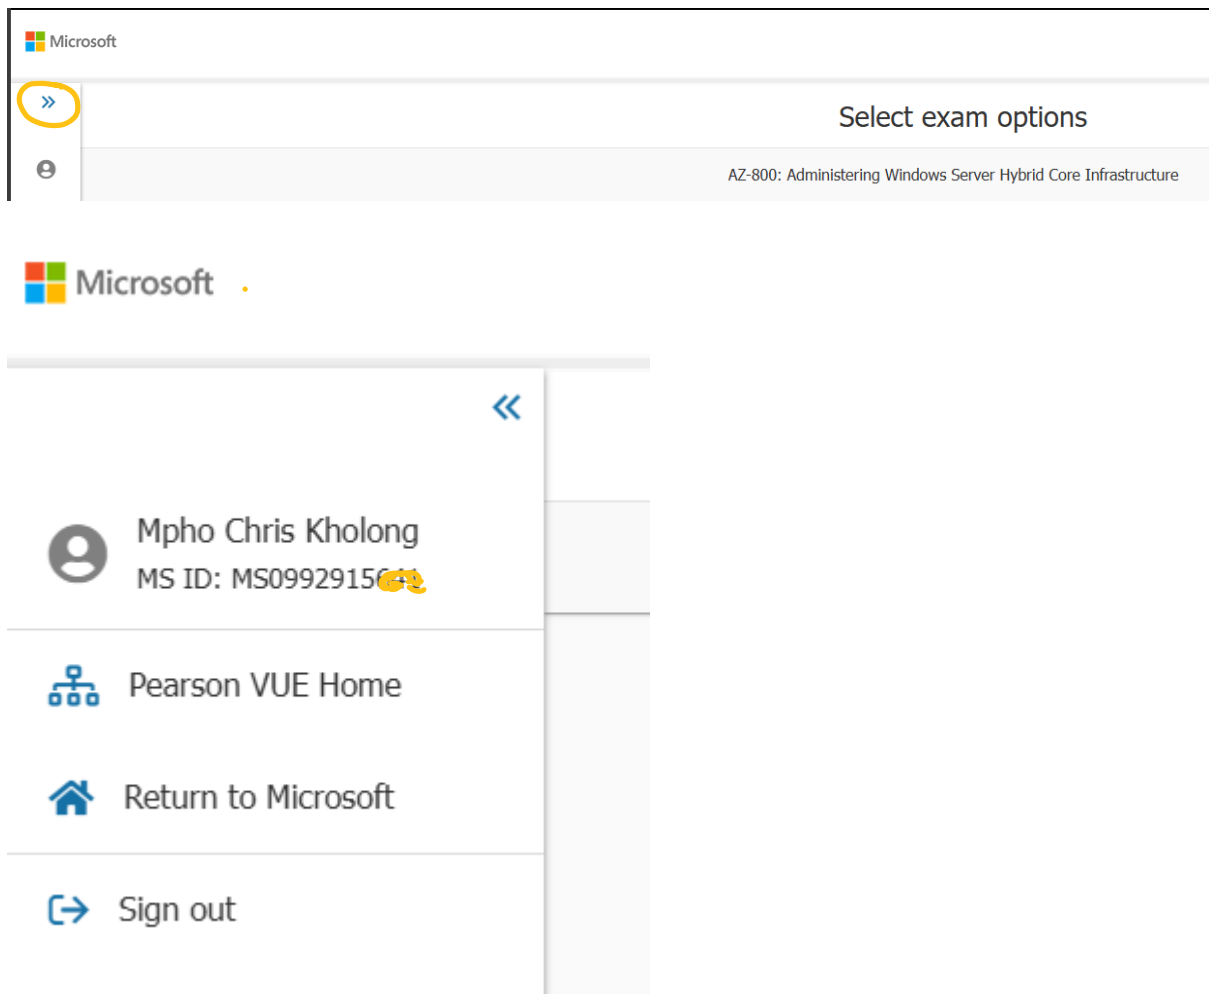 Microsoft
Select exam options
AZ-800: Administering Windows Server Hybrid Core Infrastructure
Microsoft
Mpho Chris Kholong
MS ID: MS0992915
Pearson VUE Home
Return to Microsoft
Sign out